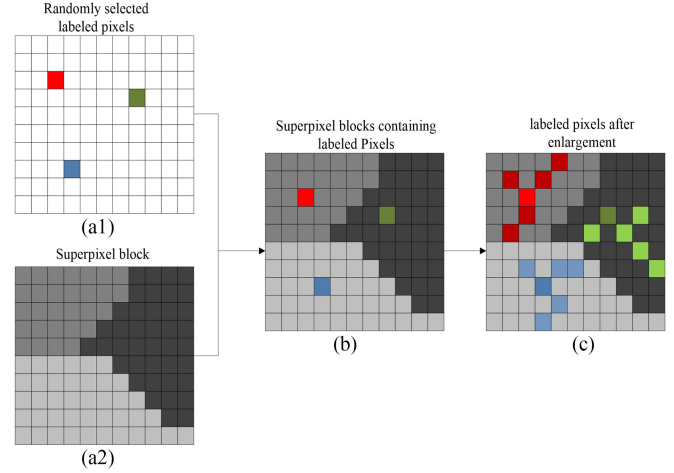 Randomly selected
labeled pixels
(a1)
Superpixel block
(a2)
Superpixel blocks containing
labeled Pixels
(b)
labeled pixels after
enlargement
(c)